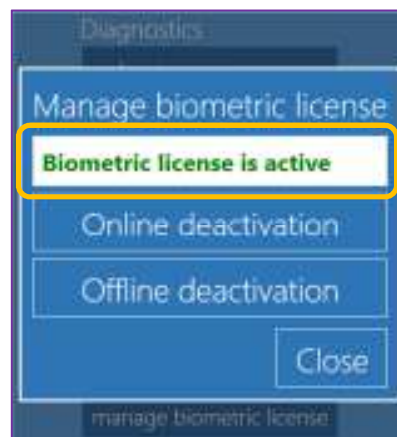 Diagnostics
Manage biometric license
Biometric license is active
Online deactivation
Offline deactivation
Close
manage biometric license